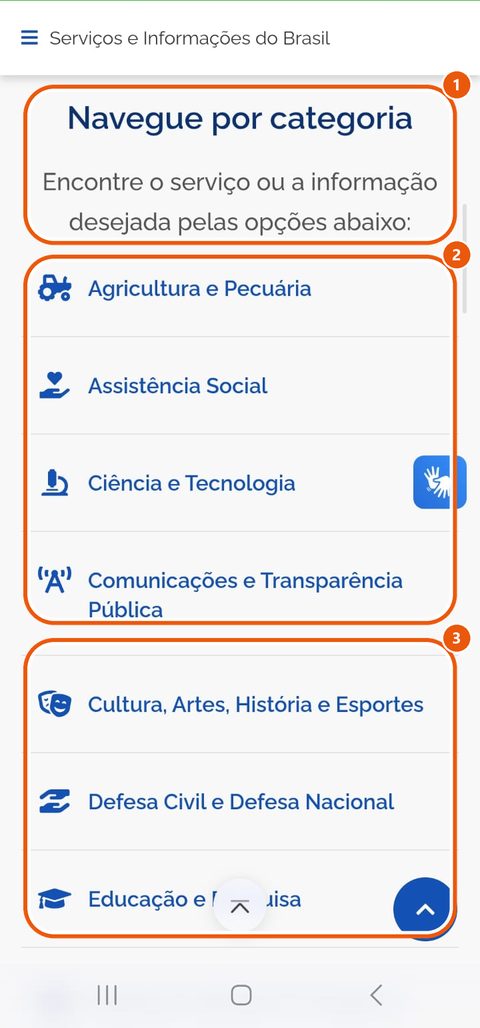 Serviços e Informações do Brasil
1
Navegue por categoria
Encontre o serviço ou a informação
desejada pelas opções abaixo:
2
Agricultura e Pecuária
Assistência Social
Ciência e Tecnologia
Comunicações e Transparência
Pública
3
Cultura, Artes, História e Esportes
Defesa Civil e Defesa Nacional
Educação e